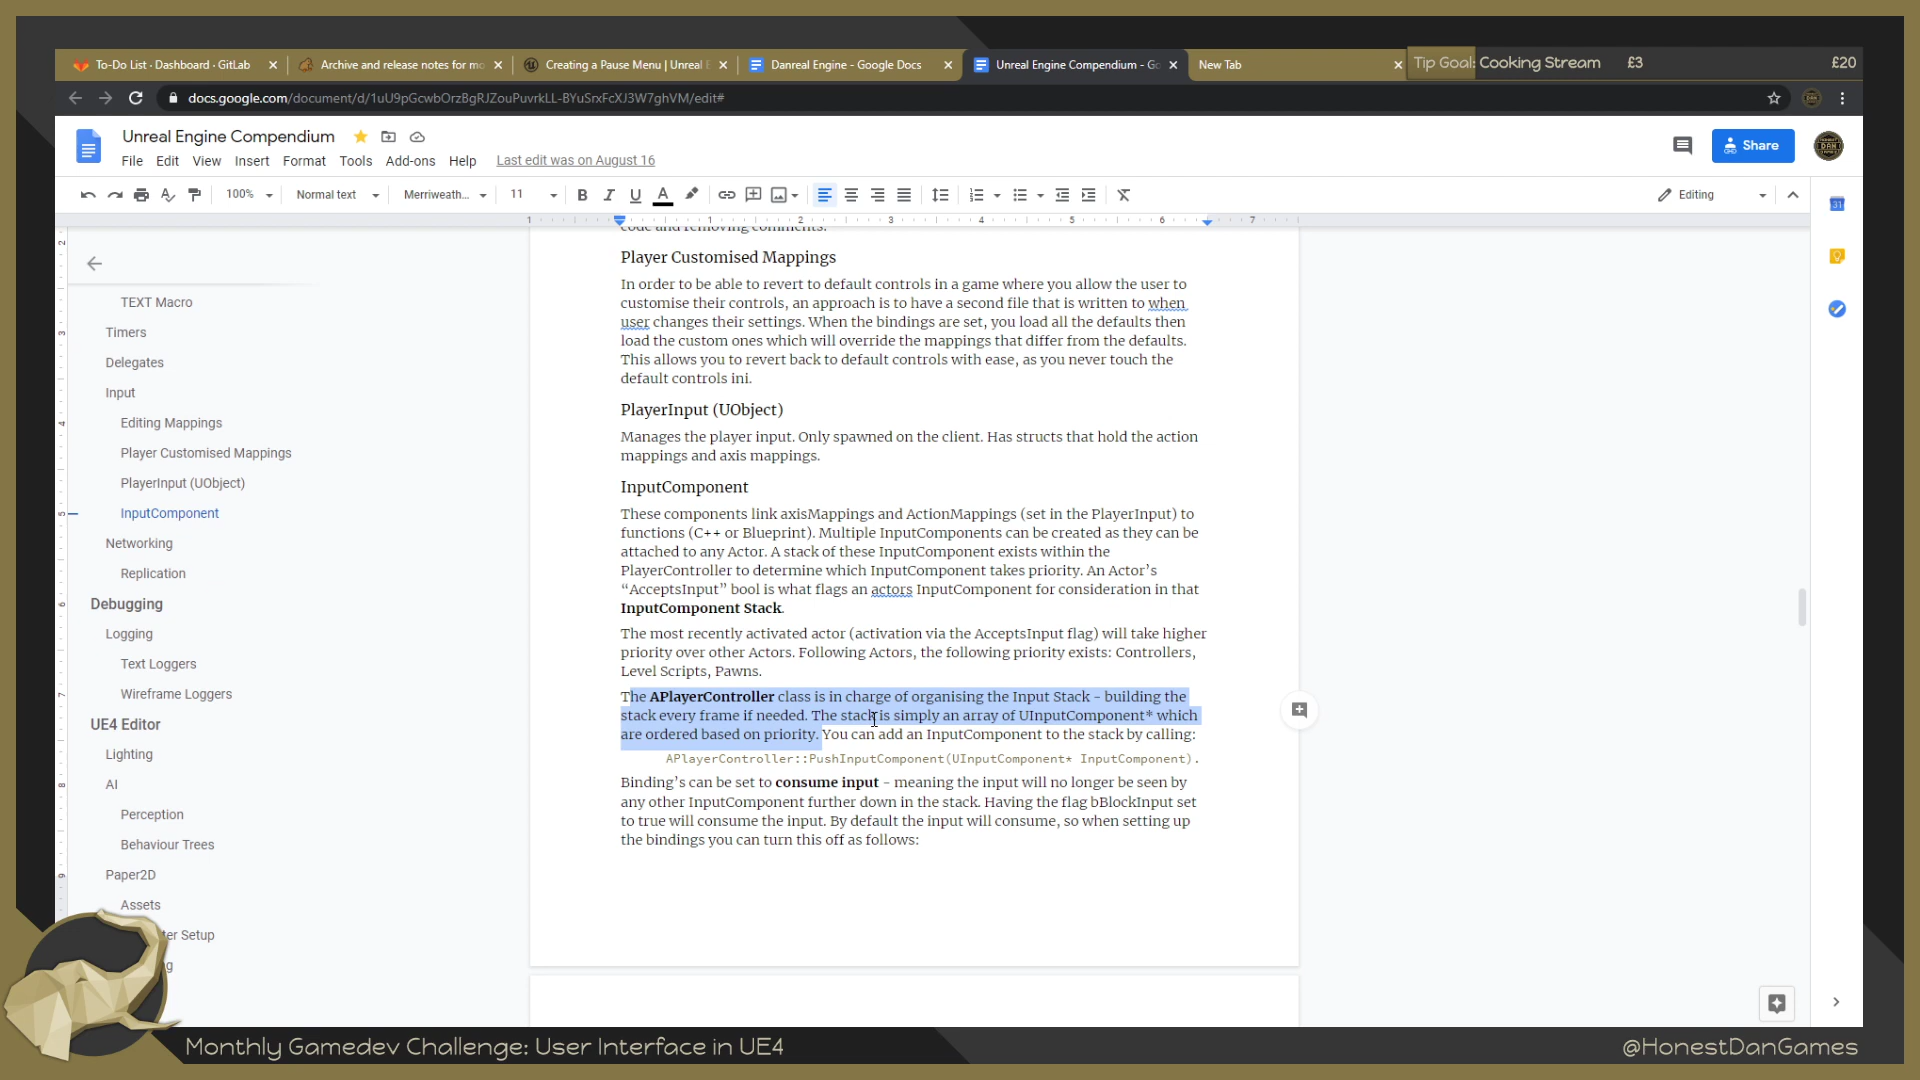 To-Do List · Dashboard · GitLab
Archive and release notes for mo
Creating a Pause Menu | Unreal E
Danreal Engine - Google Docs
Unreal Engine Compendium - Go
New Tab
Tip Goal: Cooking Stream £3 £20
docs.google.com/document/d/1uU9pGcwbOrzBgRJZouPuvrkLL-BYuSrxFcXJ3W7ghVM/edit#
Unreal Engine Compendium
File Edit View Insert Format Tools Add-ons Help Last edit was on August 16
Share
100% Normal text Merriweath... 11 Editing
1 1 2 3 4 5 6 7
TEXT Macro
Timers
Delegates
Input
Editing Mappings
Player Customised Mappings
PlayerInput (UObject)
InputComponent
Networking
Replication
Debugging
Logging
Text Loggers
Wireframe Loggers
UE4 Editor
Lighting
AI
Perception
Behaviour Trees
Paper2D
Assets
ter Setup
g
code and removing comments.
Player Customised Mappings
In order to be able to revert to default controls in a game where you allow the user to
customise their controls, an approach is to have a second file that is written to when
user changes their settings. When the bindings are set, you load all the defaults then
load the custom ones which will override the mappings that differ from the defaults.
This allows you to revert back to default controls with ease, as you never touch the
default controls ini.
PlayerInput (UObject)
Manages the player input. Only spawned on the client. Has structs that hold the action
mappings and axis mappings.
InputComponent
These components link axisMappings and ActionMappings (set in the PlayerInput) to
functions (C++ or Blueprint). Multiple InputComponents can be created as they can be
attached to any Actor. A stack of these InputComponent exists within the
PlayerController to determine which InputComponent takes priority. An Actor’s
“AcceptsInput” bool is what flags an actors InputComponent for consideration in that
InputComponent Stack.
The most recently activated actor (activation via the AcceptsInput flag) will take higher
priority over other Actors. Following Actors, the following priority exists: Controllers,
Level Scripts, Pawns.
The APlayerController class is in charge of organising the Input Stack - building the
stack every frame if needed. The stack is simply an array of UInputComponent* which
are ordered based on priority. You can add an InputComponent to the stack by calling:
APlayerController::PushInputComponent(UInputComponent* InputComponent).
Binding’s can be set to consume input - meaning the input will no longer be seen by
any other InputComponent further down in the stack. Having the flag bBlockInput set
to true will consume the input. By default the input will consume, so when setting up
the bindings you can turn this off as follows:
Monthly Gamedev Challenge: User Interface in UE4
@HonestDanGames